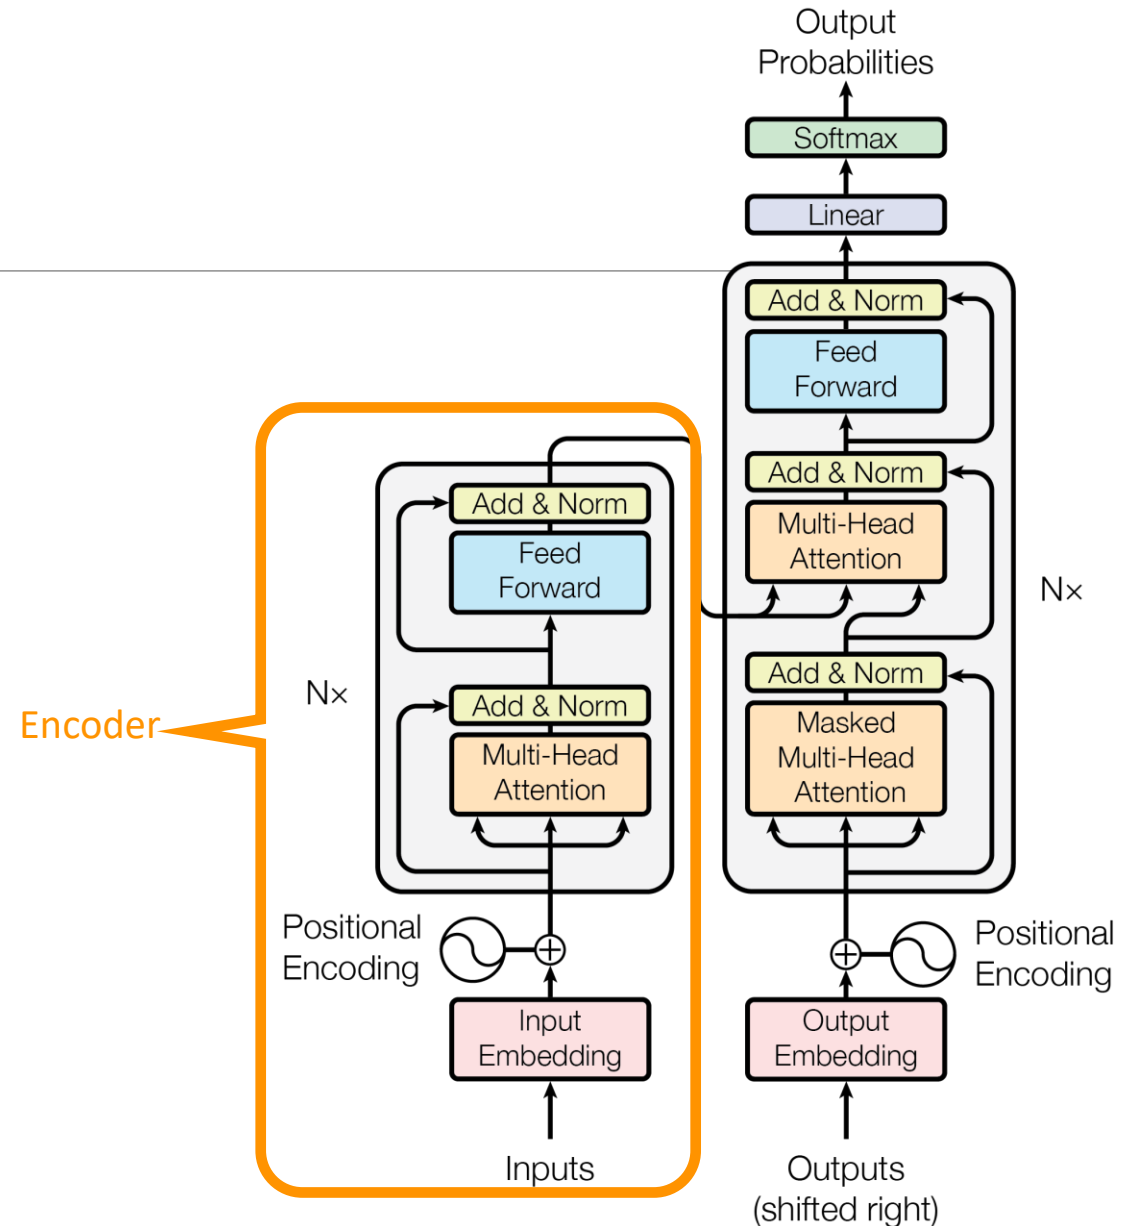 Output
Probabilities
Softmax
Linear
Add & Norm
Feed
Forward
Add & Norm
Multi-Head
Attention
N×
Add & Norm
Masked
Multi-Head
Attention
Positional
Encoding
Output
Embedding
Outputs
(shifted right)
Encoder
Add & Norm
Feed
Forward
N×
Add & Norm
Multi-Head
Attention
Positional
Encoding
Input
Embedding
Inputs